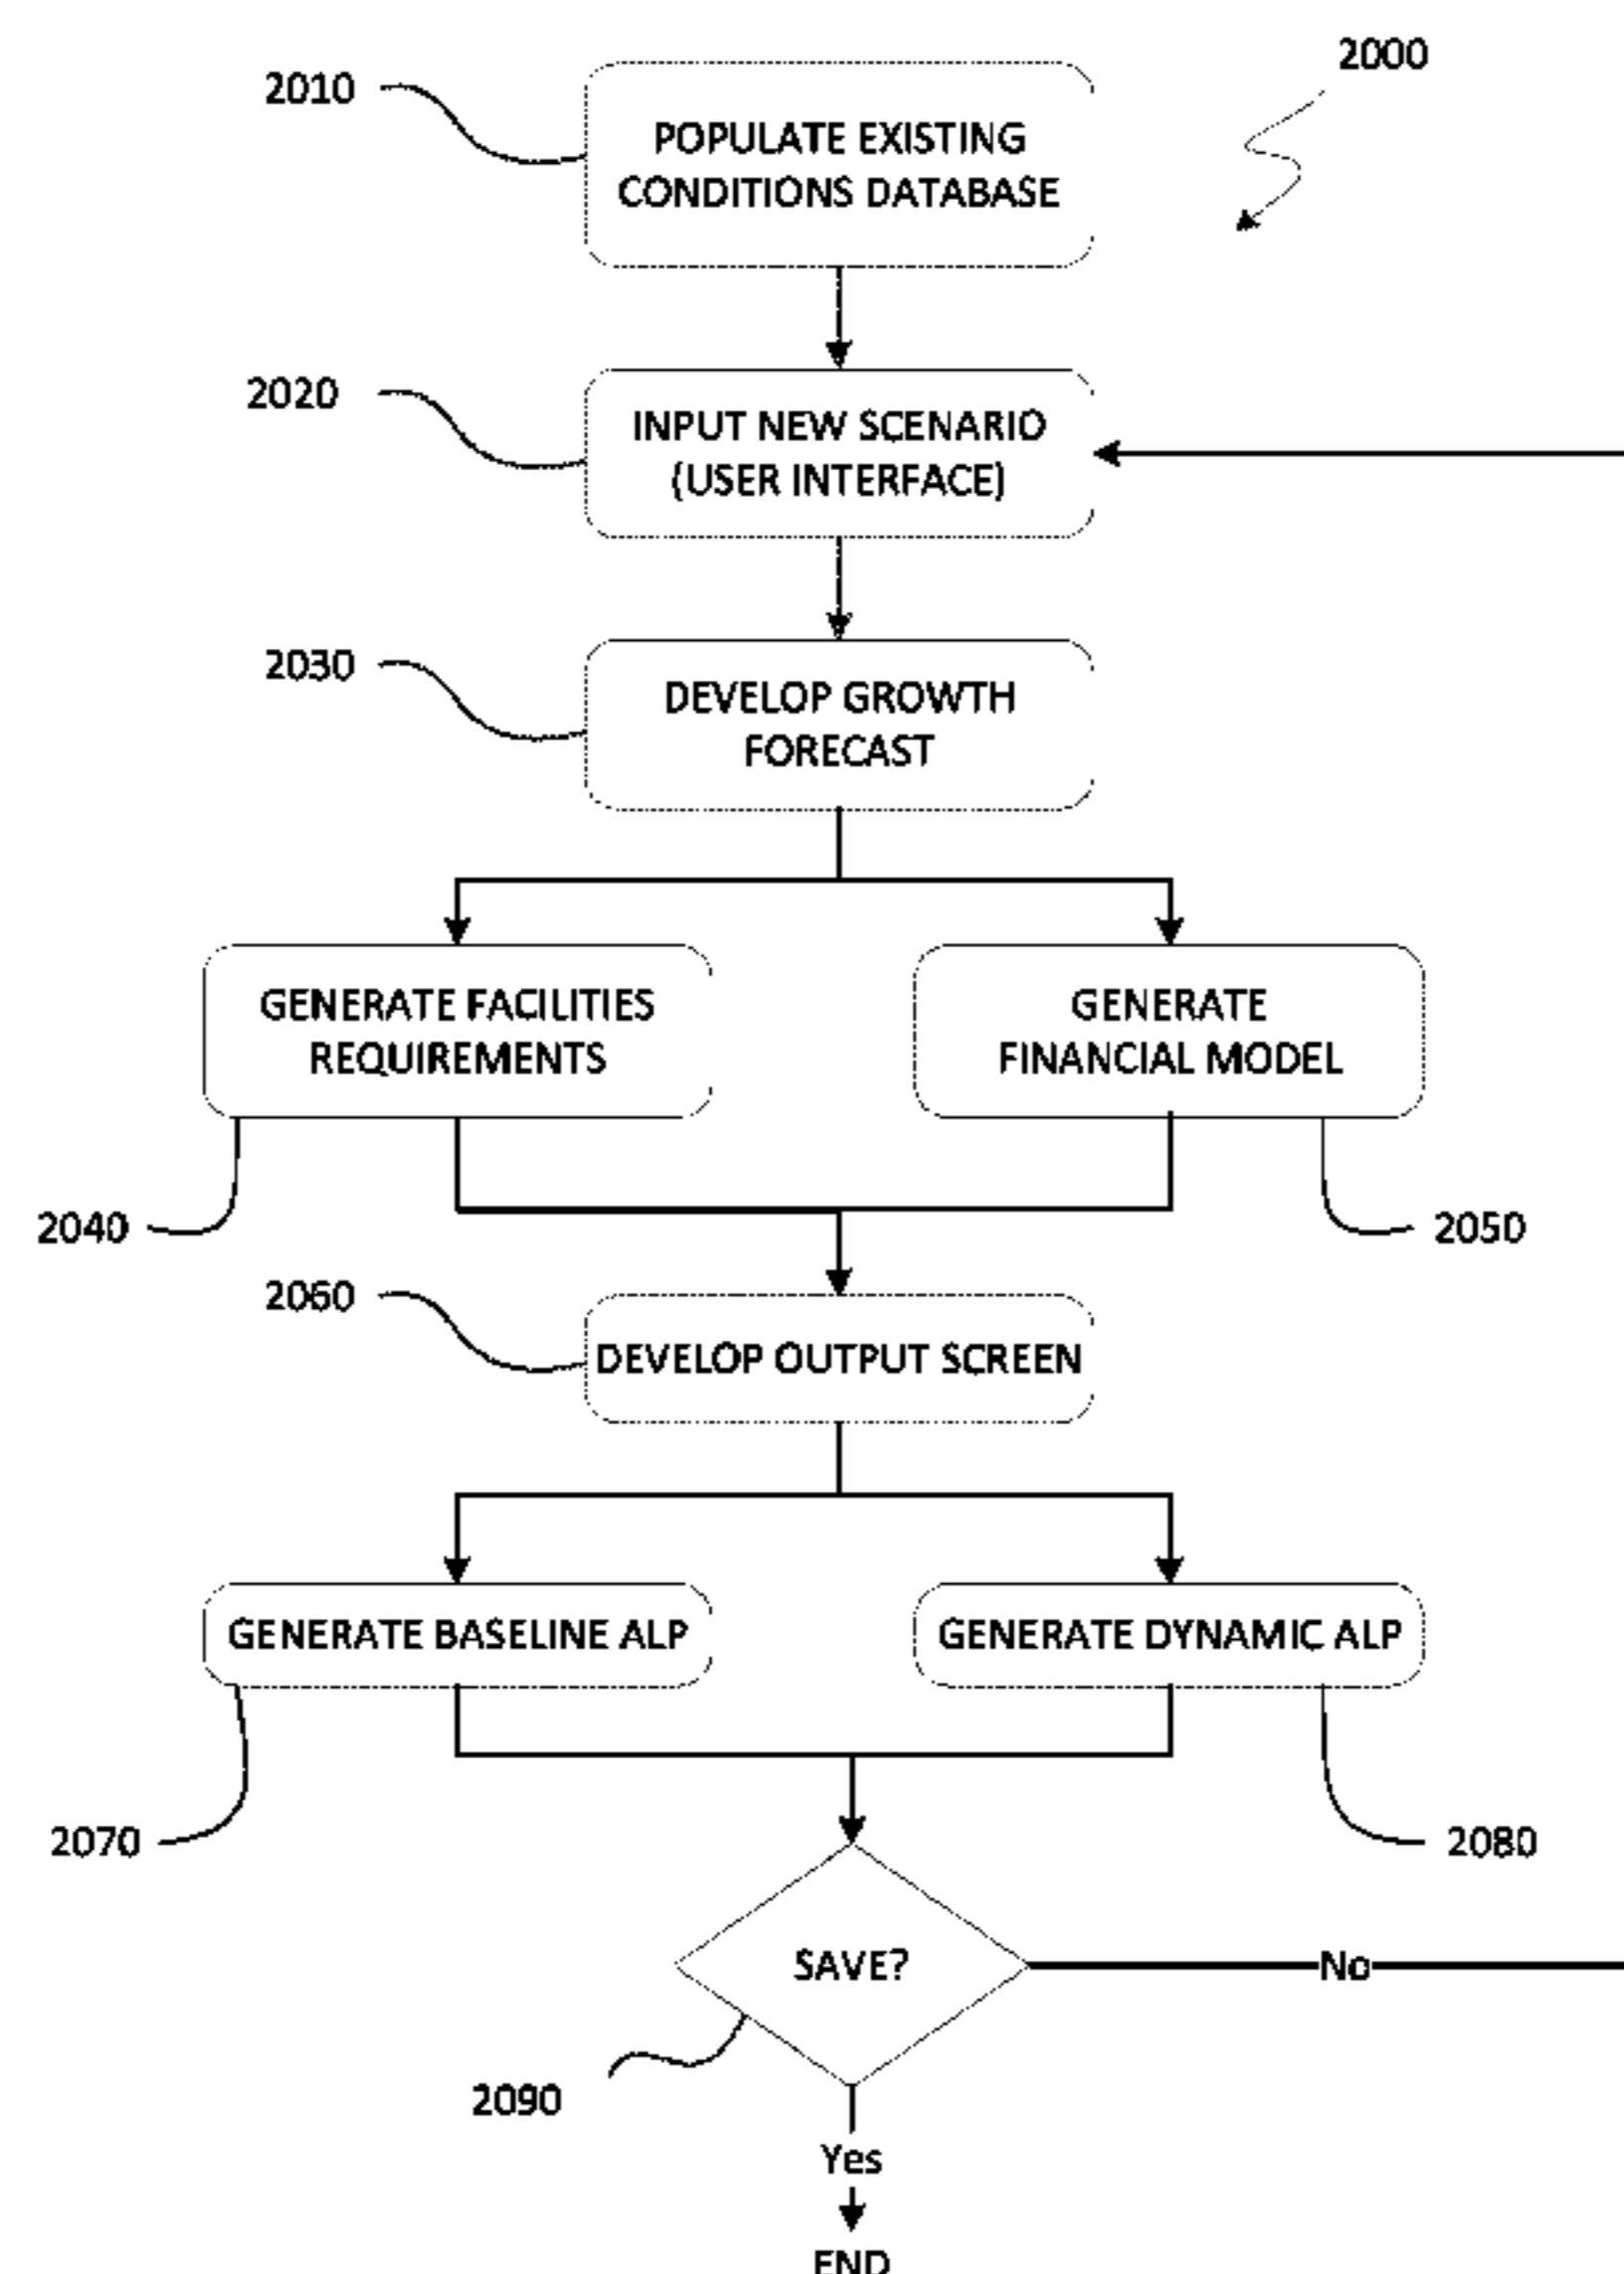 2000
2010
POPULATE EXISTING
CONDITIONS DATABASE
2020
INPUT NEW SCENARIO
(USER INTERFACE)
2030
DEVELOP GROWTH
FORECAST
GENERATE FACILITIES
REQUIREMENTS
GENERATE
FINANCIAL MODEL
2040
2050
2060
DEVELOP OUTPUT SCREEN
GENERATE BASELINE ALP
GENERATE DYNAMIC ALP
2070
2080
SAVE?
No
2090
Yes
END